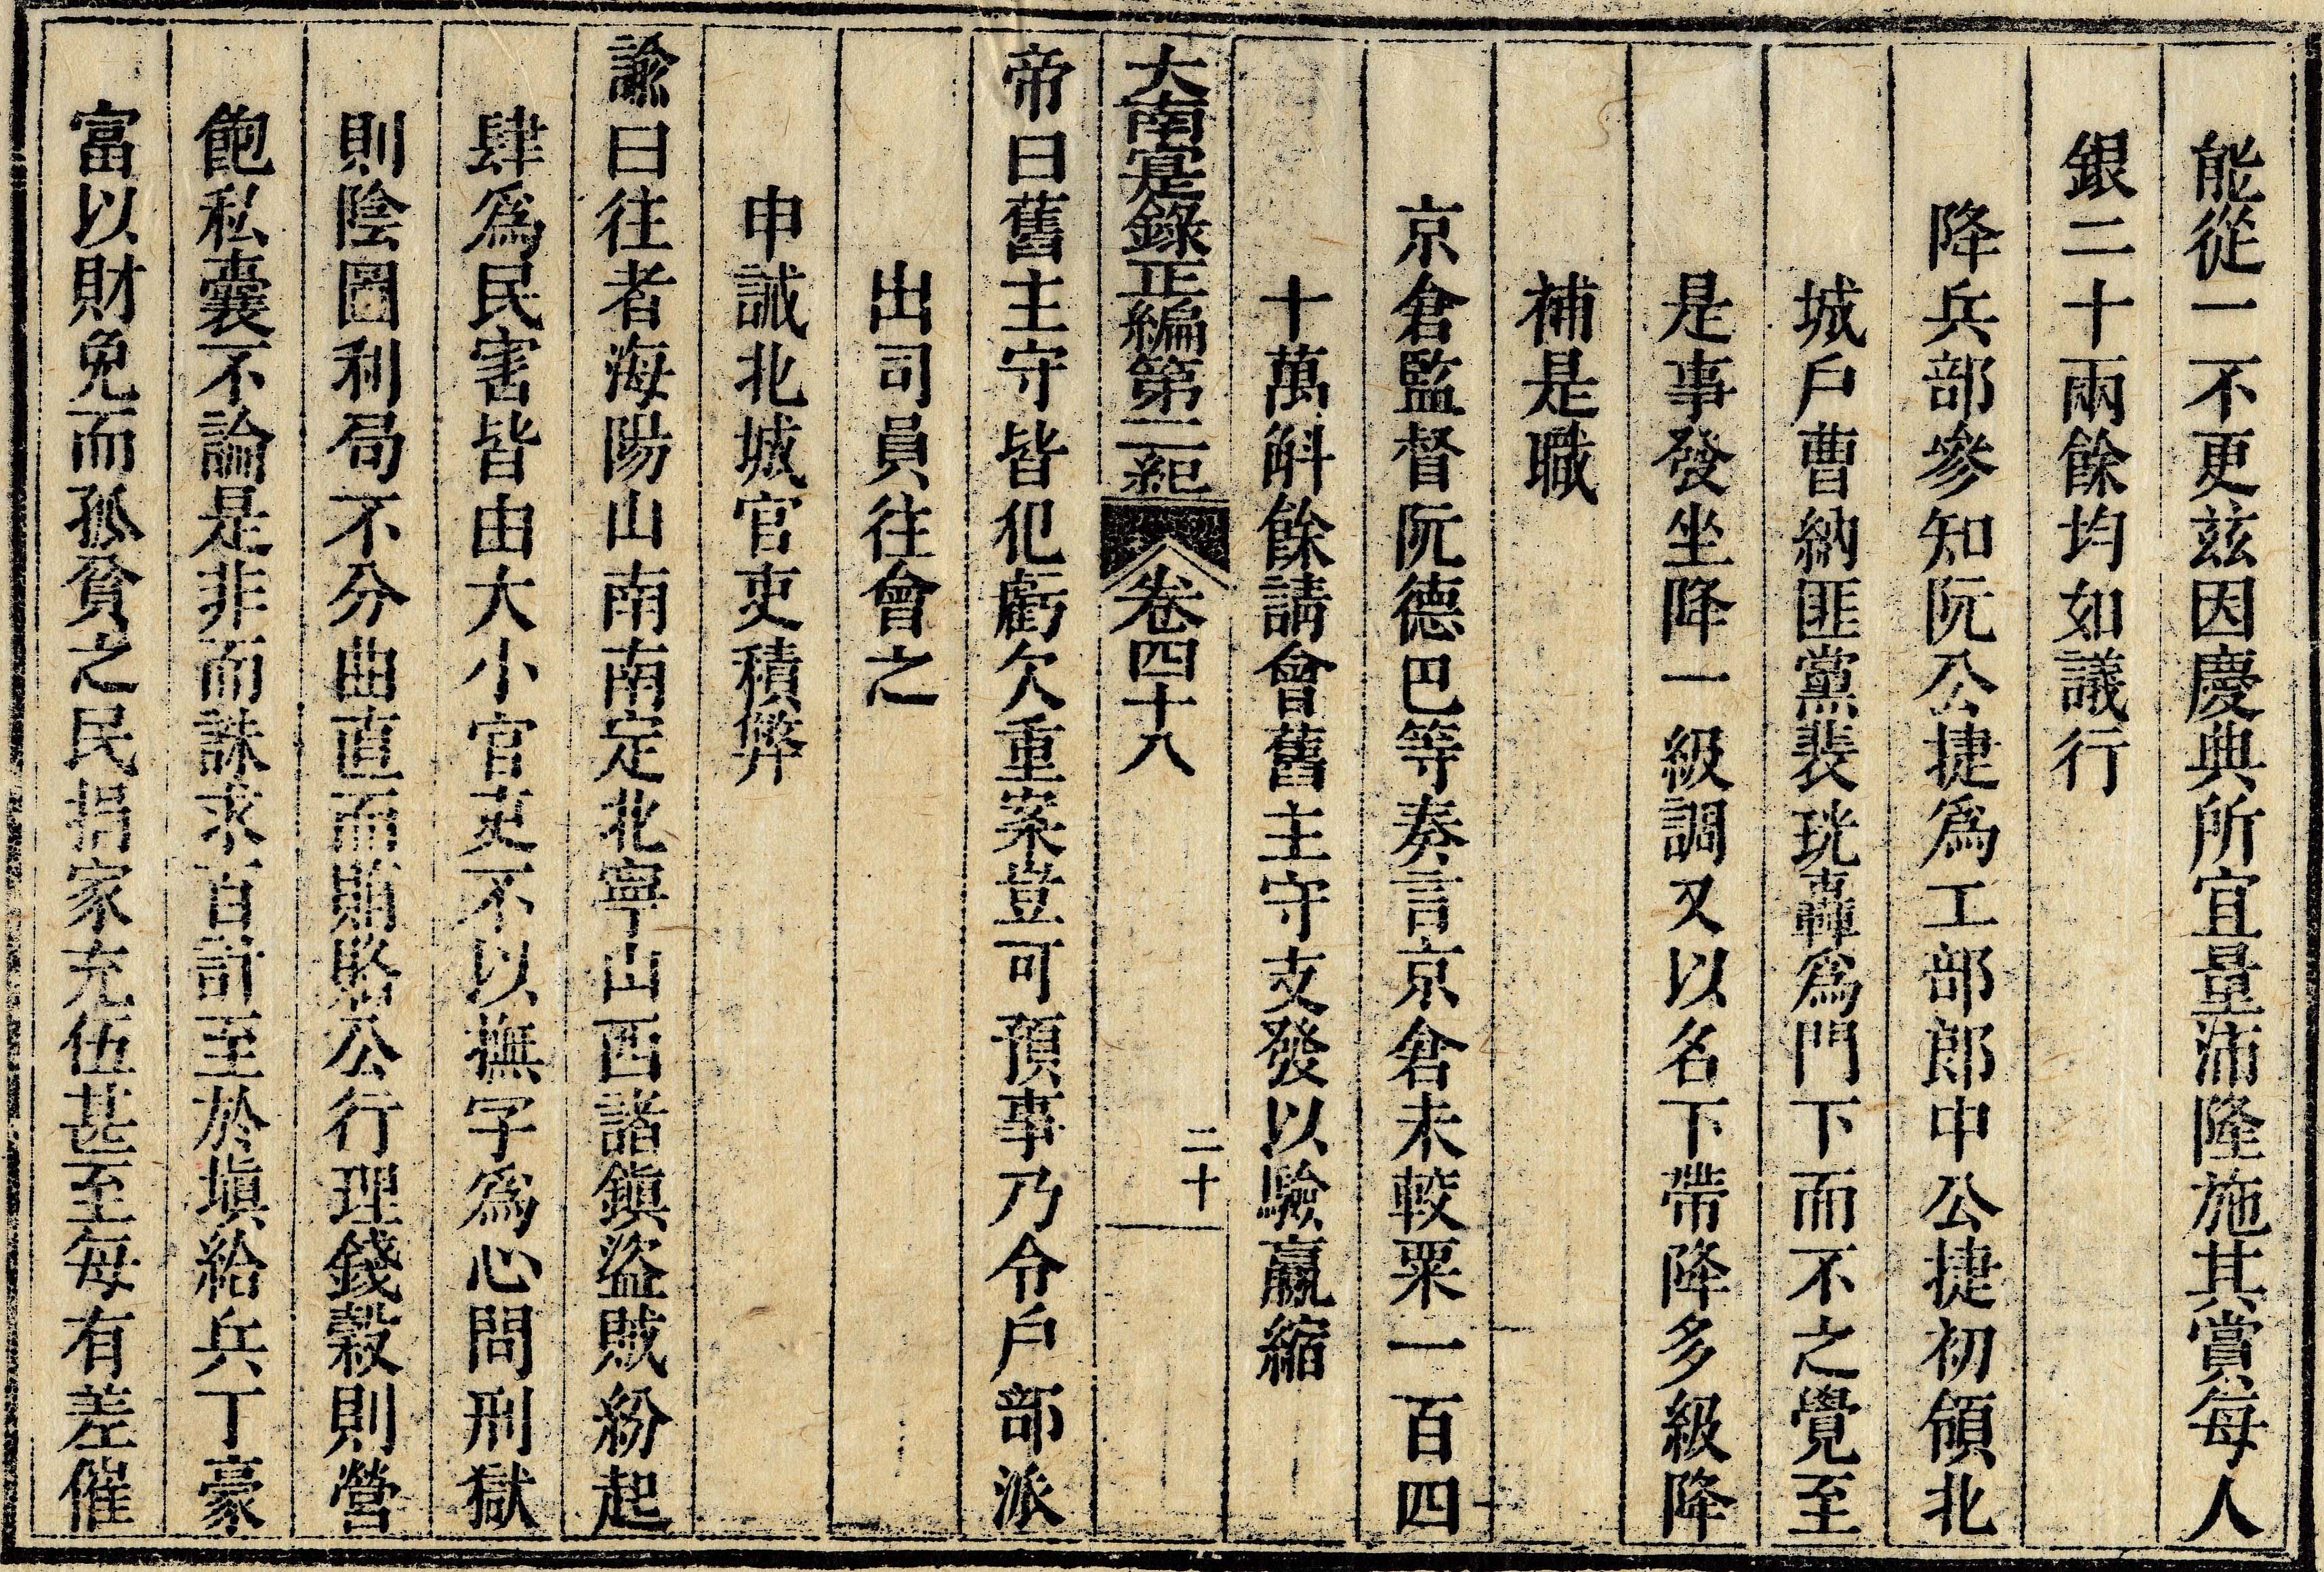 能從一不更兹因慶典所宜量沛隆施其賞每人
銀二十兩餘均如議行
降兵部參知阮公捷爲工部郎中公捷初領北
城戶曹納匪黨裴珖轉爲門下而不之覺至
是事發坐降一級調又以名下帶降多級降
補是職
京倉監督阮德巴等奏言京倉未較粟一百四
十萬斛餘請會舊主守支發以驗贏縮
大南寔錄正編第二紀 卷四十八 二十
帝曰舊主守皆犯虧欠重案豈可預事乃令戶部派
出司員往會之
申誡北城官吏積弊
諭曰往者海陽山南南定北寧山西諸鎮盜賊紛起
肆爲民害皆由大小官吏不以撫字爲心問刑獄
則陰圖利局不分曲直而賄賂公行理錢穀則營
飽私囊不論是非而誅求百計至於塡給兵丁豪
富以財免而孤貧之民捐家充伍甚至每有差催